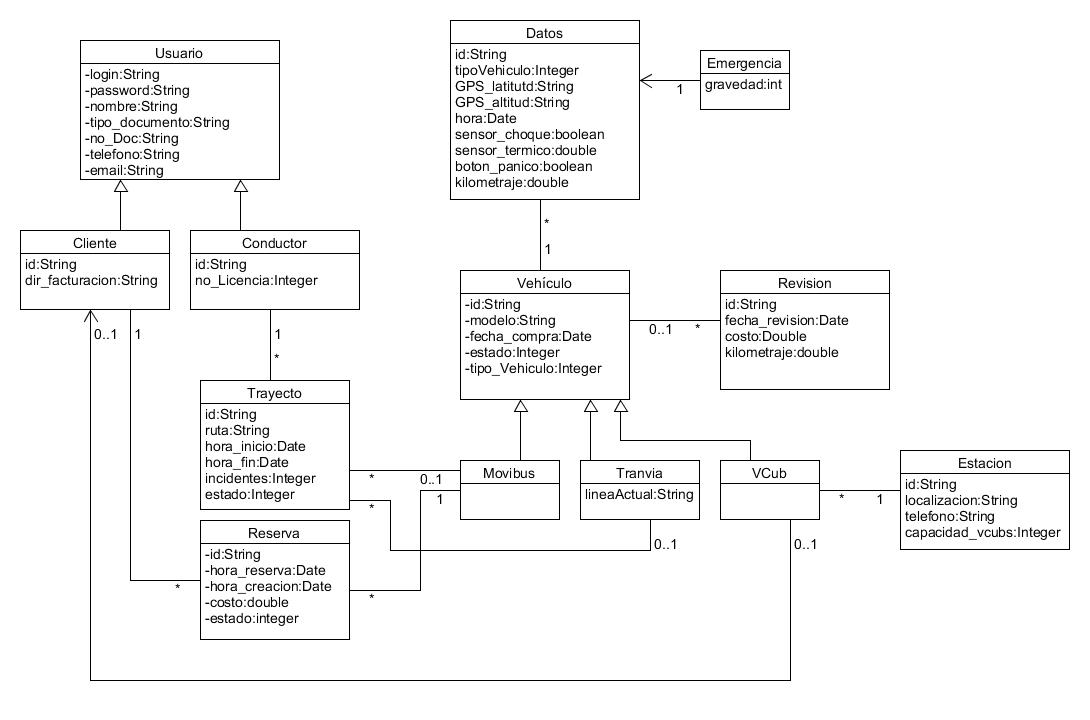 Usuario
-login:String
-password:String
-nombre:String
-tipo_documento:String
-no_Doc:String
-telefono:String
-email:String
Datos
id:String
tipoVehiculo:Integer
GPS_latitutd:String
GPS_altitud:String
hora:Date
sensor_choque:boolean
sensor_termico:double
boton_panico:boolean
kilometraje:double
Emergencia
gravedad:int
1
*
1
Cliente
id:String
dir_facturacion:String
Conductor
id:String
no_Licencia:Integer
0..1
1
1
*
Vehículo
-id:String
-modelo:String
-fecha_compra:Date
-estado:Integer
-tipo_Vehiculo:Integer
0..1
*
Revision
id:String
fecha_revision:Date
costo:Double
kilometraje:double
Trayecto
id:String
ruta:String
hora_inicio:Date
hora_fin:Date
incidentes:Integer
estado:Integer
*
0..1
*
1
Movibus
Tranvia
lineaActual:String
0..1
VCub
0..1
*
1
Estacion
id:String
localizacion:String
telefono:String
capacidad_vcubs:Integer
Reserva
-id:String
-hora_reserva:Date
-hora_creacion:Date
-costo:double
-estado:integer
*
*